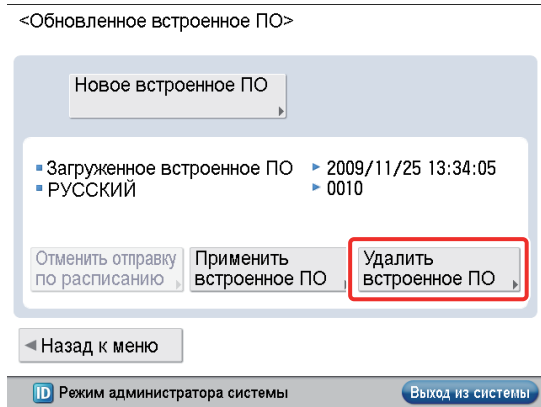 <Обновленное встроенное ПО>
Новое встроенное ПО
Загруженное встроенное ПО 2009/11/25 13:34:05
РУССКИЙ 0010
Отменить отправку
по расписанию
Применить
встроенное ПО
Удалить
встроенное ПО
Назад к меню
ID Режим администратора системы Выход из системы